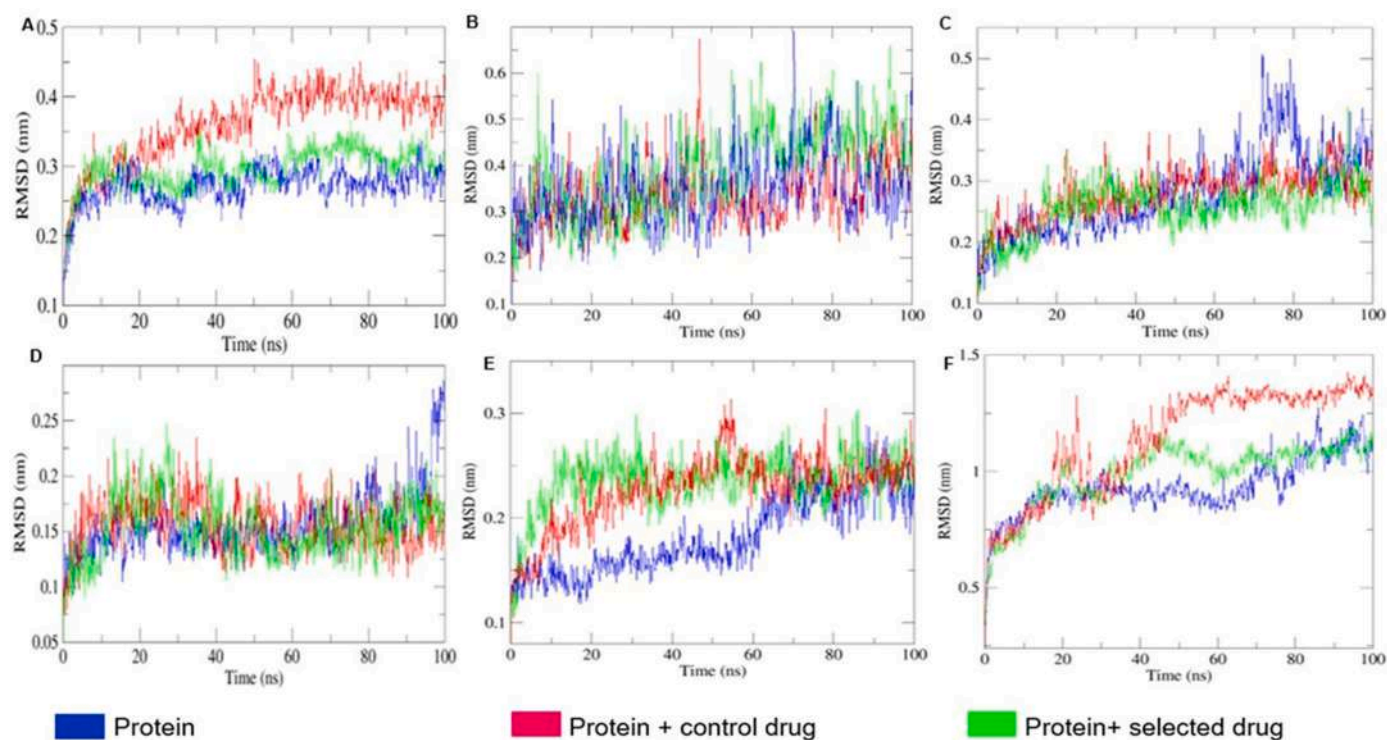 A
0.5
0.4
0.3
0.2
0.1
RMSD (nm)
0 20 40 60 80 100
Time (ns)
B
0.6
0.5
0.4
0.3
0.2
0.1
RMSD (nm)
0 20 40 60 80 100
Time (ns)
C
0.5
0.4
0.3
0.2
0.1
RMSD (nm)
0 20 40 60 80 100
Time (ns)
D
0.25
0.2
0.15
0.1
0.05
RMSD (nm)
0 20 40 60 80 100
Time (ns)
E
0.3
0.2
0.1
RMSD (nm)
0 20 40 60 80 100
Time (ns)
F
1.5
1
0.5
RMSD (nm)
0 20 40 60 80 100
Time (ns)
Protein
Protein + control drug
Protein+ selected drug